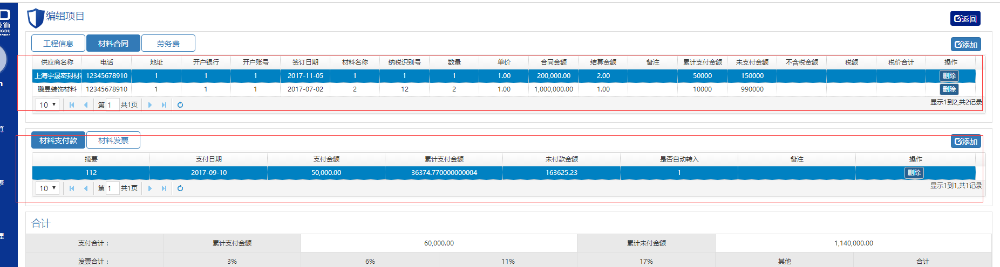 编辑项目
返回
工程信息 材料合同 劳务费
添加
供应商名称 电话 地址 开户银行 开户账号 签订日期 材料名称 纳税识别号 数量 单价 合同金额 结算金额 备注 累计支付金额 未支付金额 不含税金额 税额 税价合计 操作
上海宇晟密封材料 12345678910 1 1 1 2017-11-05 1 1 1 1.00 200,000.00 2.00 50000 150000 删除
鹏昱装饰材料 12345678910 1 1 1 2017-07-02 2 12 2 1.00 1,000,000.00 1.00 10000 990000 删除
10 第 1 共1页 显示1到2,共2记录
算
材料支付款 材料发票
添加
摘要 支付日期 支付金额 累计支付金额 未付款金额 是否自动转入 备注 操作
112 2017-09-10 50,000.00 36374.770000000004 163625.23 1 删除
表
10 第 1 共1页 显示1到1,共1记录
合计
理
支付合计： 累计支付金额 60,000.00 累计未付金额 1,140,000.00
发票合计： 3% 6% 11% 17% 其他 合计